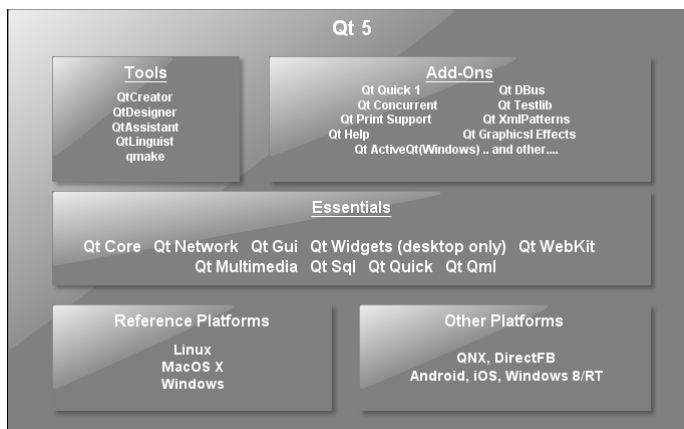 Qt 5
Tools
QtCreator
QtDesigner
QtAssistant
QtLinguist
qmake
Add-Ons
Qt Quick 1 Qt DBus
Qt Concurrent Qt Testlib
Qt Print Support Qt XmlPatterns
Qt Help Qt Graphicsl Effects
Qt ActiveQt(Windows) .. and other....
Essentials
Qt Core Qt Network Qt Gui Qt Widgets (desktop only) Qt WebKit
Qt Multimedia Qt Sql Qt Quick Qt Qml
Reference Platforms
Linux
MacOS X
Windows
Other Platforms
QNX, DirectFB
Android, iOS, Windows 8/RT